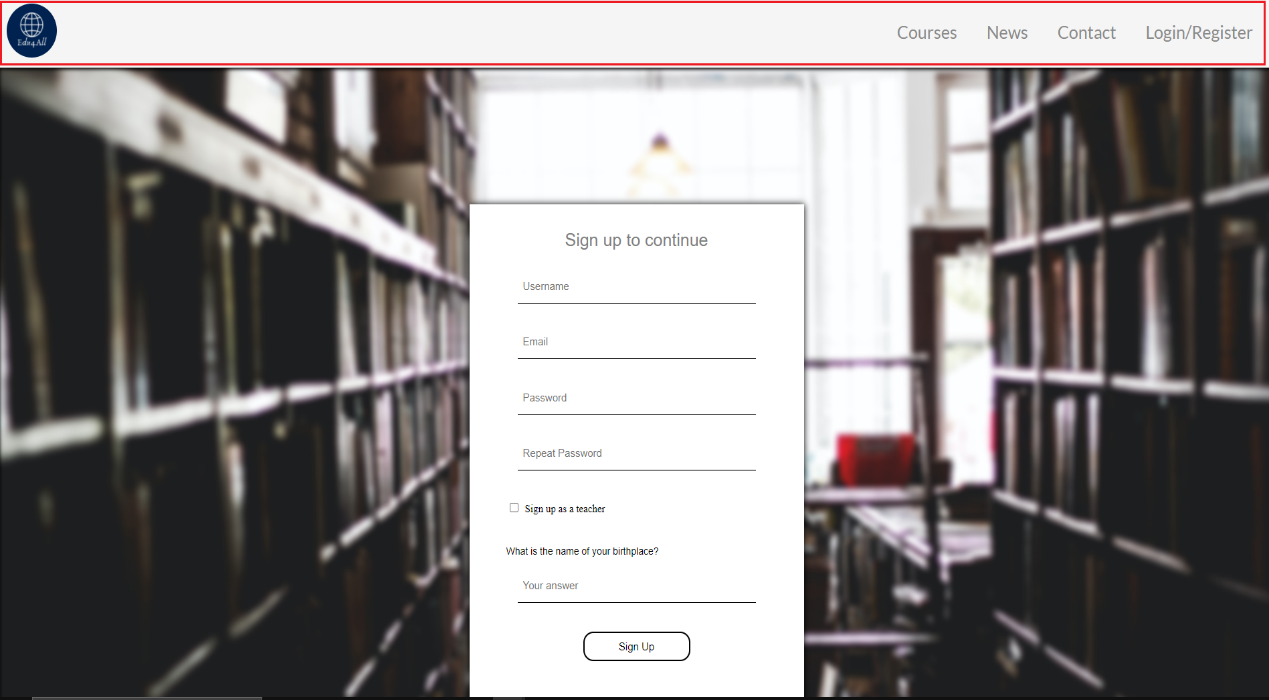 Edu4All
Courses
News
Contact
Login/Register
Sign up to continue
Username
Email
Password
Repeat Password
Sign up as a teacher
What is the name of your birthplace?
Your answer
Sign Up